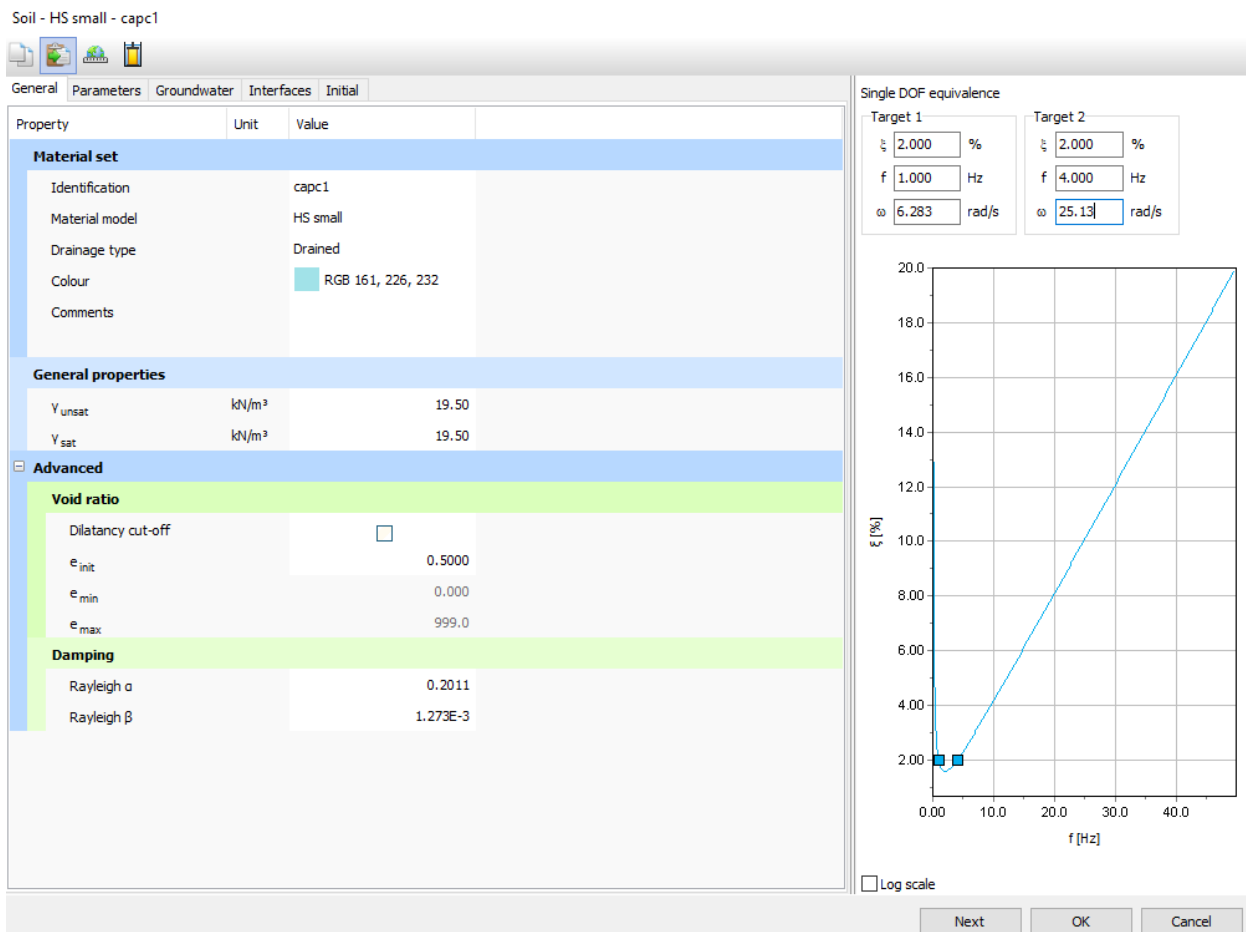 Soil - HS small - capc1
General Parameters Groundwater Interfaces Initial
Property Unit Value
Material set
Identification capc1
Material model HS small
Drainage type Drained
Colour RGB 161, 226, 232
Comments
General properties
γ unsat kN/m³ 19.50
γ sat kN/m³ 19.50
Advanced
Void ratio
Dilatancy cut-off
e init 0.5000
e min 0.000
e max 999.0
Damping
Rayleigh α 0.2011
Rayleigh β 1.273E-3
Single DOF equivalence
Target 1 Target 2
ξ 2.000 % ξ 2.000 %
f 1.000 Hz f 4.000 Hz
ω 6.283 rad/s ω 25.13 rad/s
20.0
18.0
16.0
14.0
12.0
10.0
8.00
6.00
4.00
2.00
ξ [%]
0.00 10.0 20.0 30.0 40.0
f [Hz]
Log scale
Next OK Cancel